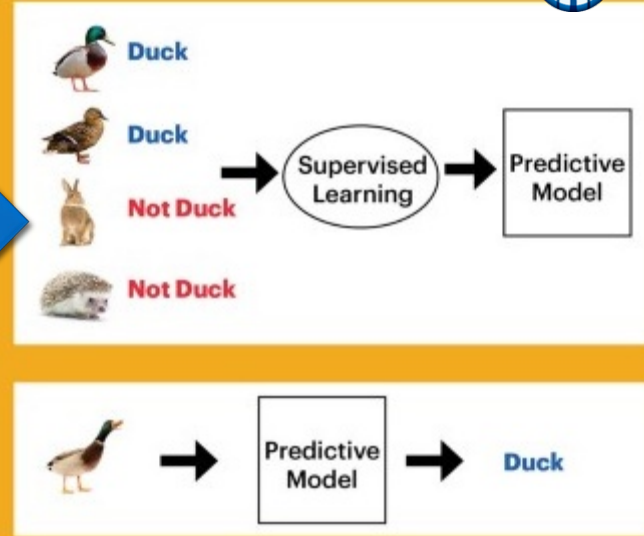 Duck
Duck
Not Duck
Not Duck
Supervised
Learning
Predictive
Model
Predictive
Model
Duck